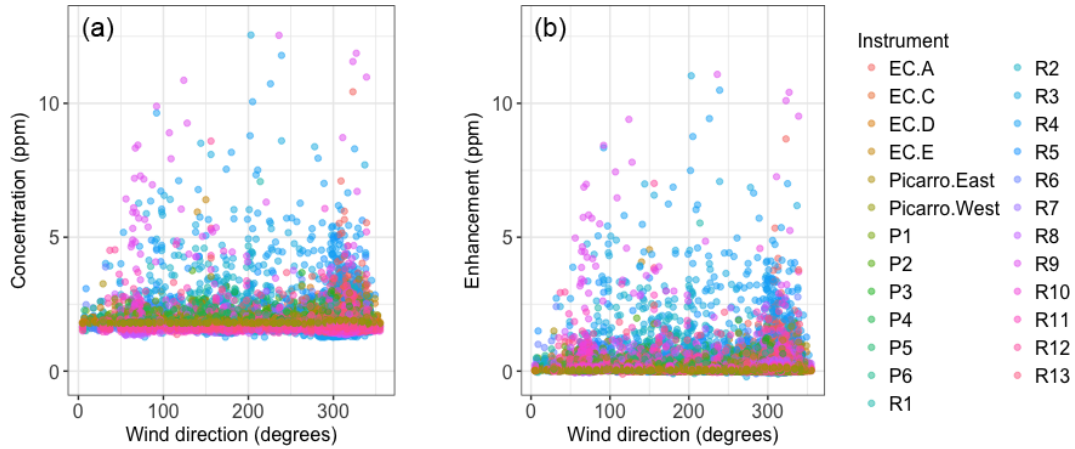 (a)
Concentration (ppm)
10
5
0
0 100 200 300
Wind direction (degrees)
(b)
Enhancement (ppm)
10
5
0
0 100 200 300
Wind direction (degrees)
Instrument
EC.A
EC.C
EC.D
EC.E
Picarro.East
Picarro.West
P1
P2
P3
P4
P5
P6
R1
R2
R3
R4
R5
R6
R7
R8
R9
R10
R11
R12
R13